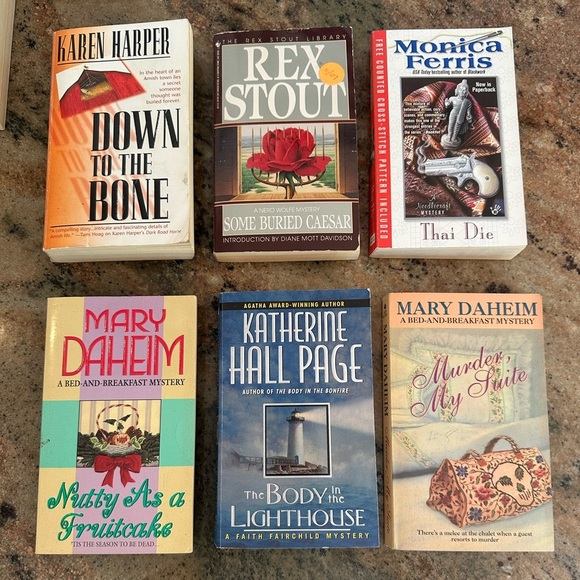 KAREN HARPER
In the heart of an
Amish town lies
a secret
someone thought
was buried forever.
DOWN
TO THE
BONE
THE REX STOUT LIBRARY
REX
STOUT
A NERO WOLFE MYSTERY
SOME BURIED CAESAR
INTRODUCTION BY DIANE MOTT DAVIDSON
FREE COUNTED CROSS-STITCH PATTERN INCLUDED
Monica
Ferris
USA Today bestselling author of Blackwork
Now in
Paperback
Needlecraft
MYSTERY
Thai Die
MARY
DAHEIM
A BED-AND-BREAKFAST MYSTERY
Nutty As a
Fruitcake
'TIS THE SEASON TO BE DEAD...
AGATHA AWARD-WINNING AUTHOR
KATHERINE
HALL PAGE
AUTHOR OF THE BODY IN THE BONFIRE
The BODY in the
LIGHTHOUSE
A FAITH FAIRCHILD MYSTERY
MARY DAHEIM
A BED-AND-BREAKFAST MYSTERY
MARY DAHEIM
Murder,
My Suite
There's a melee at the chalet when a guest
resorts to murder